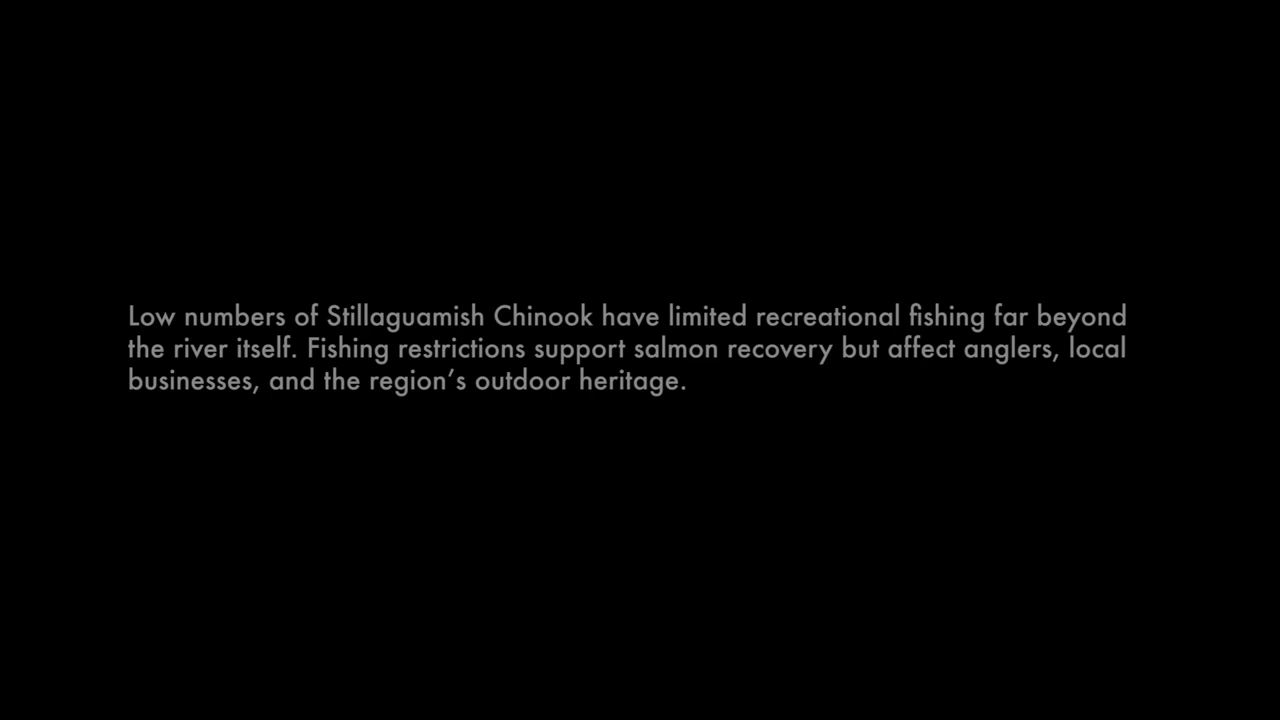 Low numbers of Stillaguamish Chinook have limited recreational fishing far beyond
the river itself. Fishing restrictions support salmon recovery but affect anglers, local
businesses, and the region’s outdoor heritage.